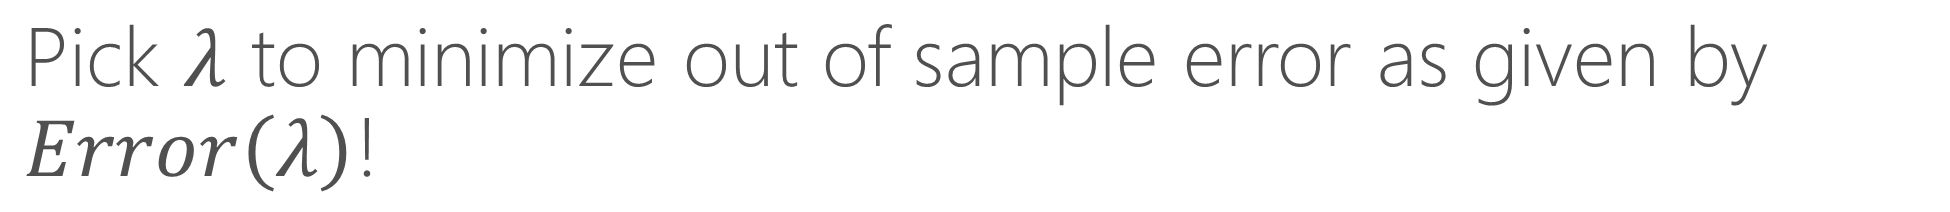 Pick λ to minimize out of sample error as given by
Error(λ)!